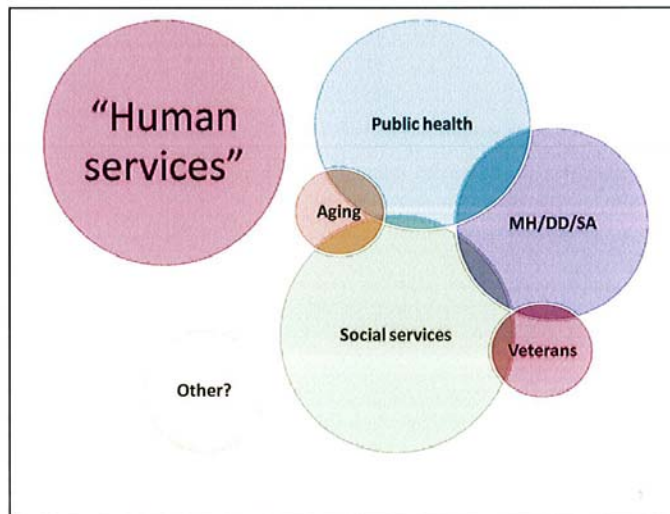 “Human
services”
Public health
Aging
MH/DD/SA
Social services
Veterans
Other?